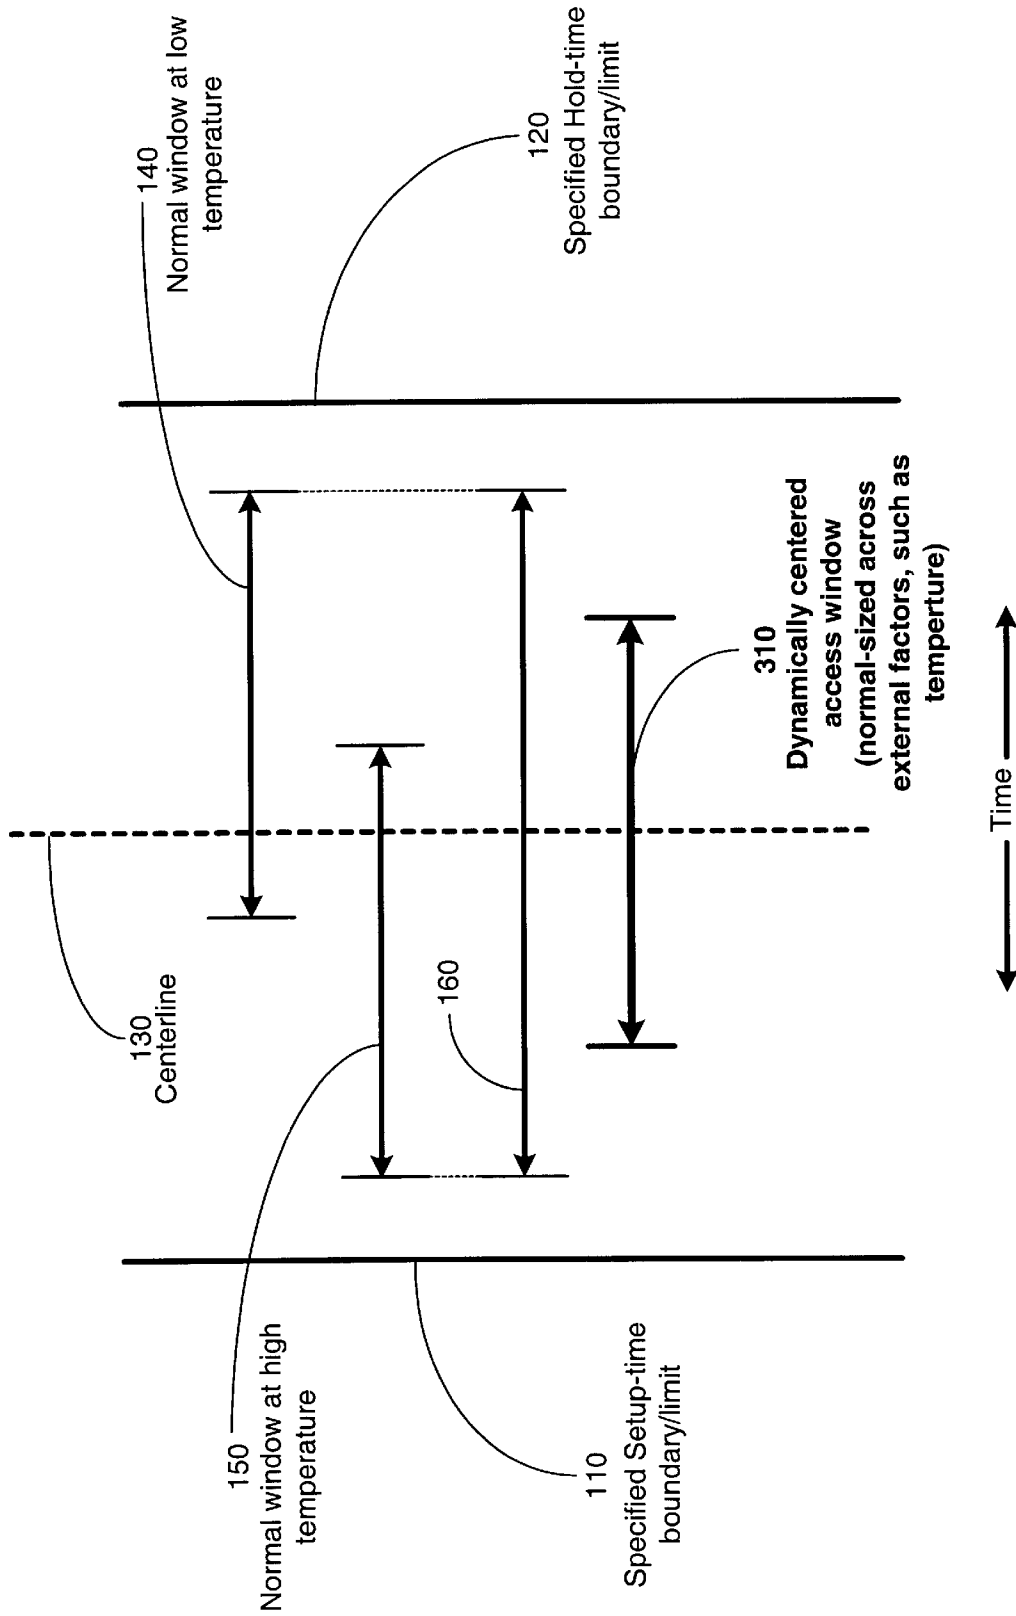 140
Normal window at low
temperature
120
Specified Hold-time
boundary/limit
130
Centerline
160
310
Dynamically centered
access window
(normal-sized across
external factors, such as
temperture)
150
Normal window at high
temperature
110
Specified Setup-time
boundary/limit
Time